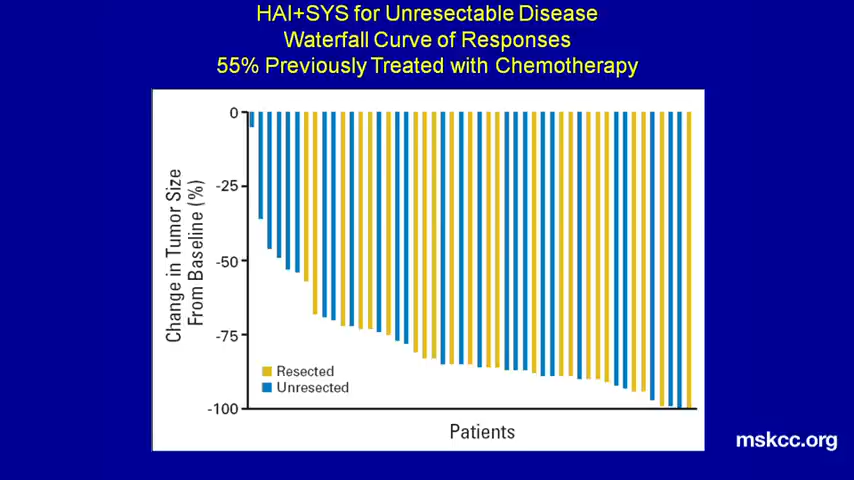 HAI+SYS for Unresectable Disease
Waterfall Curve of Responses
55% Previously Treated with Chemotherapy
Change in Tumor Size
From Baseline (%)
0
-25
-50
-75
-100
Resected
Unresected
Patients
mskcc.org